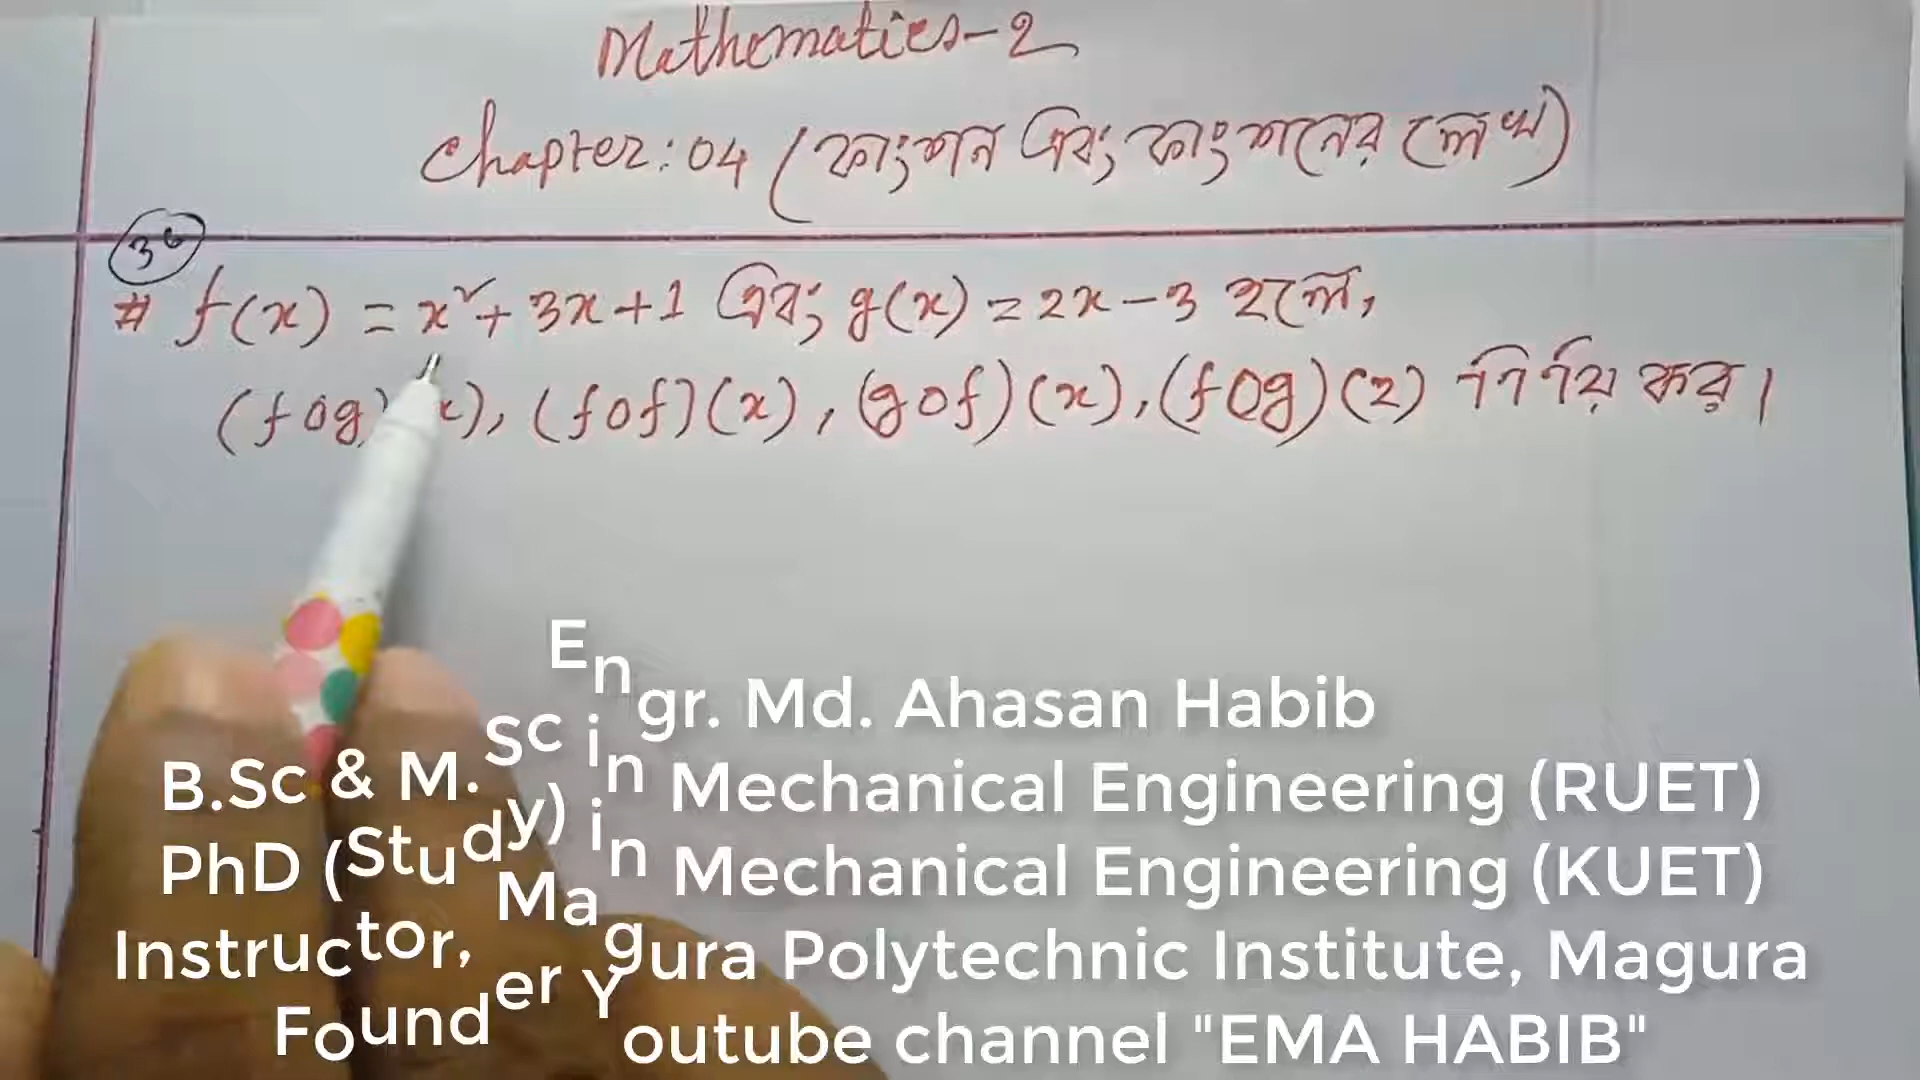 Mathematics-2
Chapter: 04 (ফাংশন এবং ফাংশনের লেখ)
# f(x) = x² + 3x + 1 এবং g(x) = 2x - 3 হলে,
(fog)(x), (fof)(x), (gof)(x), (fog)(2) নির্ণয় কর।
Engr. Md. Ahasan Habib
B.Sc & M.Sc in Mechanical Engineering (RUET)
PhD (Study) in Mechanical Engineering (KUET)
Instructor, Magura Polytechnic Institute, Magura
Founder Youtube channel "EMA HABIB"